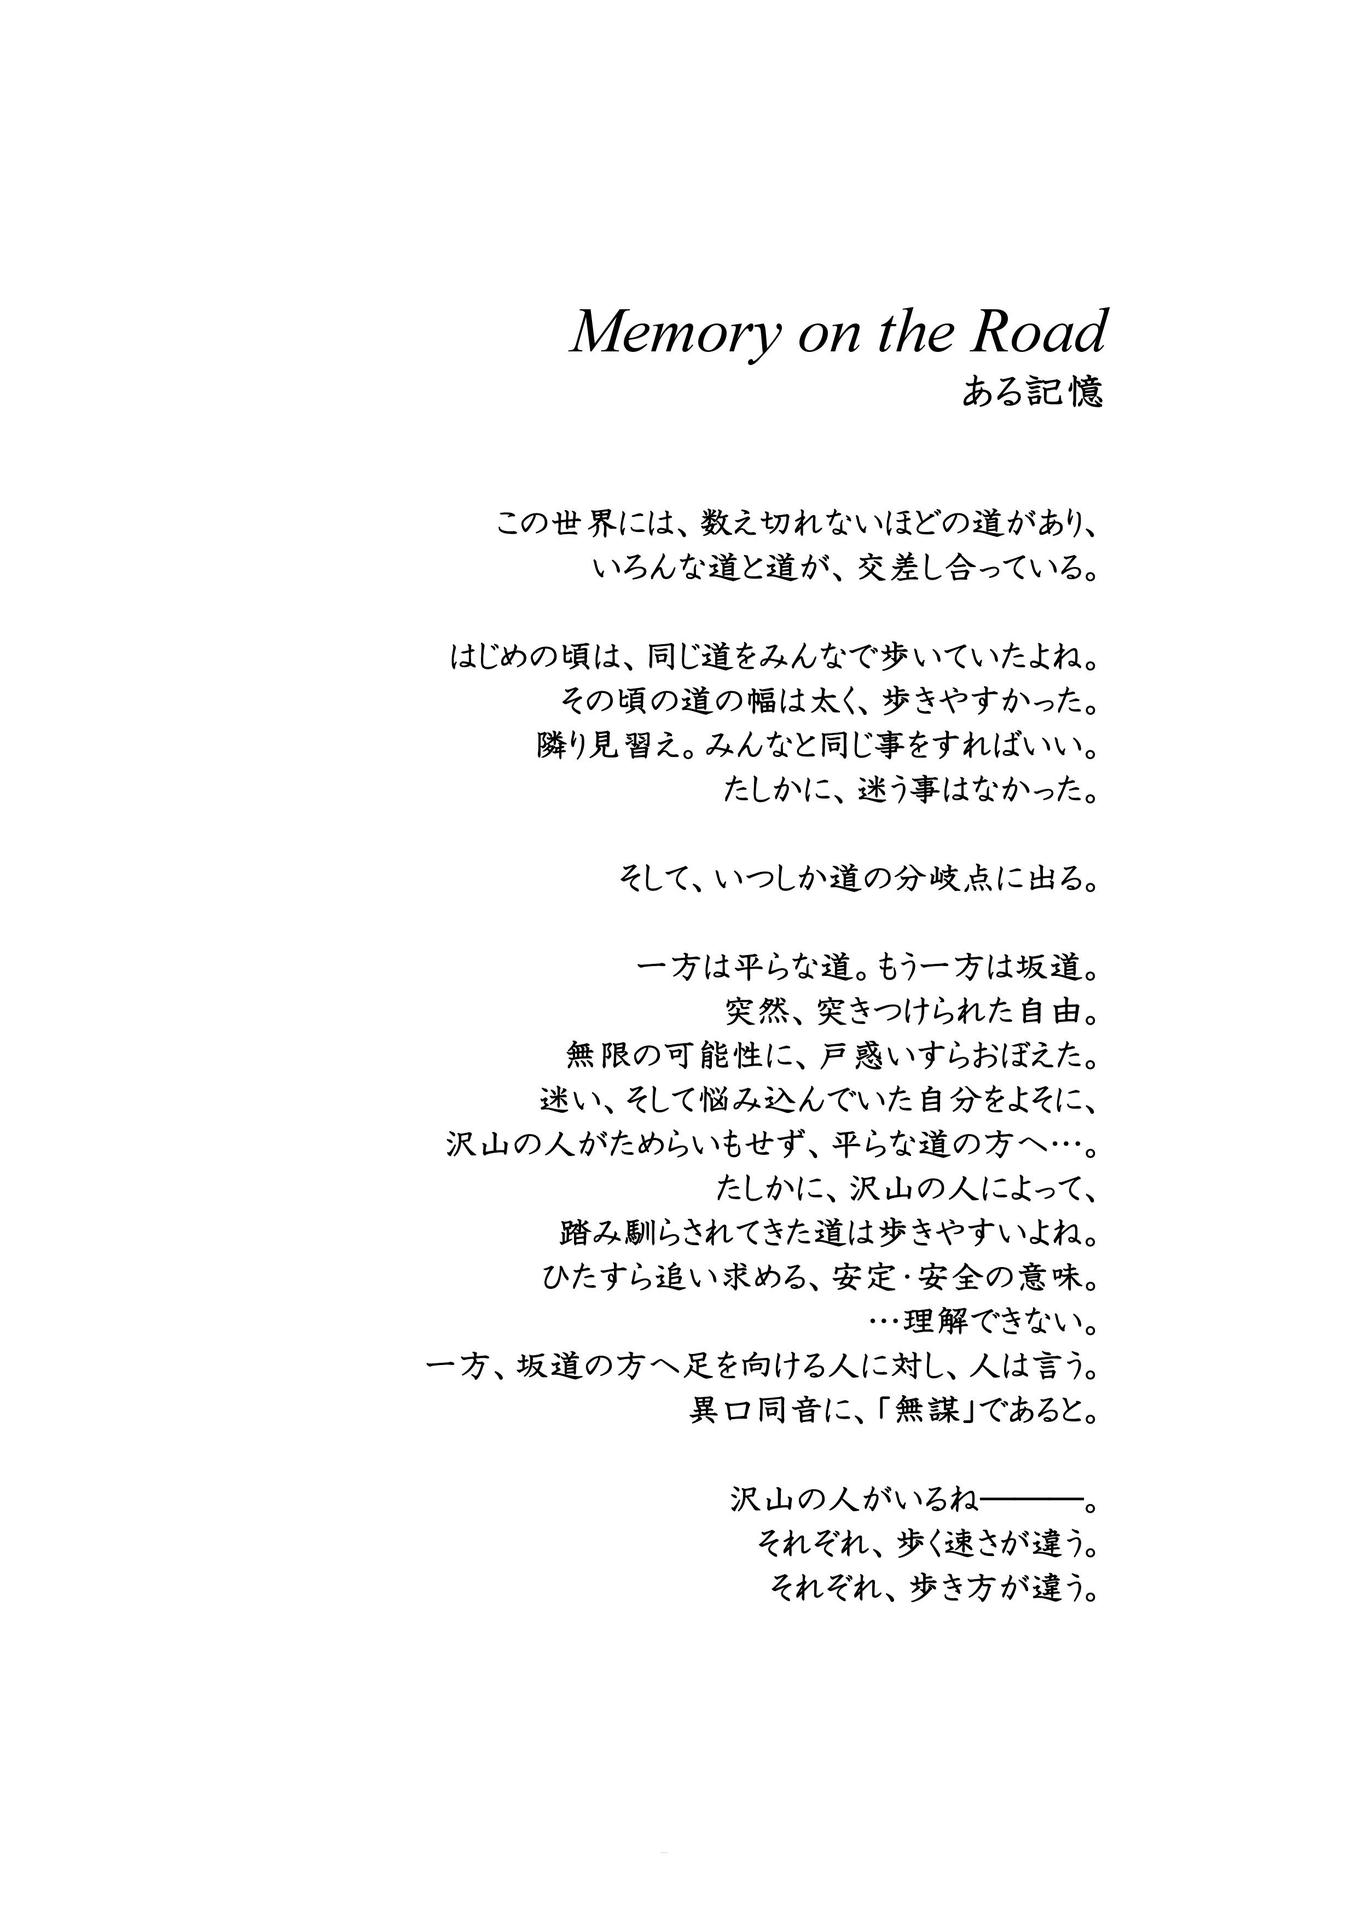 Memory on the Road
ある記憶
この世界には、数え切れないほどの道があり、
いろんな道と道が、交差し合っている。
はじめの頃は、同じ道をみんなで歩いていたよね。
その頃の道の幅は太く、歩きやすかった。
隣り見習え。みんなと同じ事をすればいい。
たしかに、迷う事はなかった。
そして、いつしか道の分岐点に出る。
一方は平らな道。もう一方は坂道。
突然、突きつけられた自由。
無限の可能性に、戸惑いすらおぼえた。
迷い、そして悩み込んでいた自分をよそに、
沢山の人がためらいもせず、平らな道の方へ…。
たしかに、沢山の人によって、
踏み馴らされてきた道は歩きやすいよね。
ひたすら追い求める、安定・安全の意味。
…理解できない。
一方、坂道の方へ足を向ける人に対し、人は言う。
異口同音に、「無謀」であると。
沢山の人がいるね―――。
それぞれ、歩く速さが違う。
それぞれ、歩き方が違う。